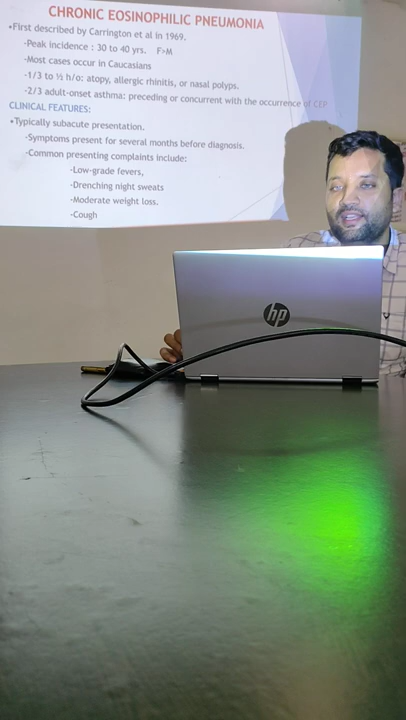 CHRONIC EOSINOPHILIC PNEUMONIA
•First described by Carrington et al in 1969.
-Peak incidence : 30 to 40 yrs. F>M
-Most cases occur in Caucasians
-1/3 to ½ h/o: atopy, allergic rhinitis, or nasal polyps.
-2/3 adult-onset asthma: preceding or concurrent with the occurrence of CEP
CLINICAL FEATURES:
•Typically subacute presentation.
-Symptoms present for several months before diagnosis.
-Common presenting complaints include:
-Low-grade fevers,
-Drenching night sweats
-Moderate weight loss.
-Cough
hp